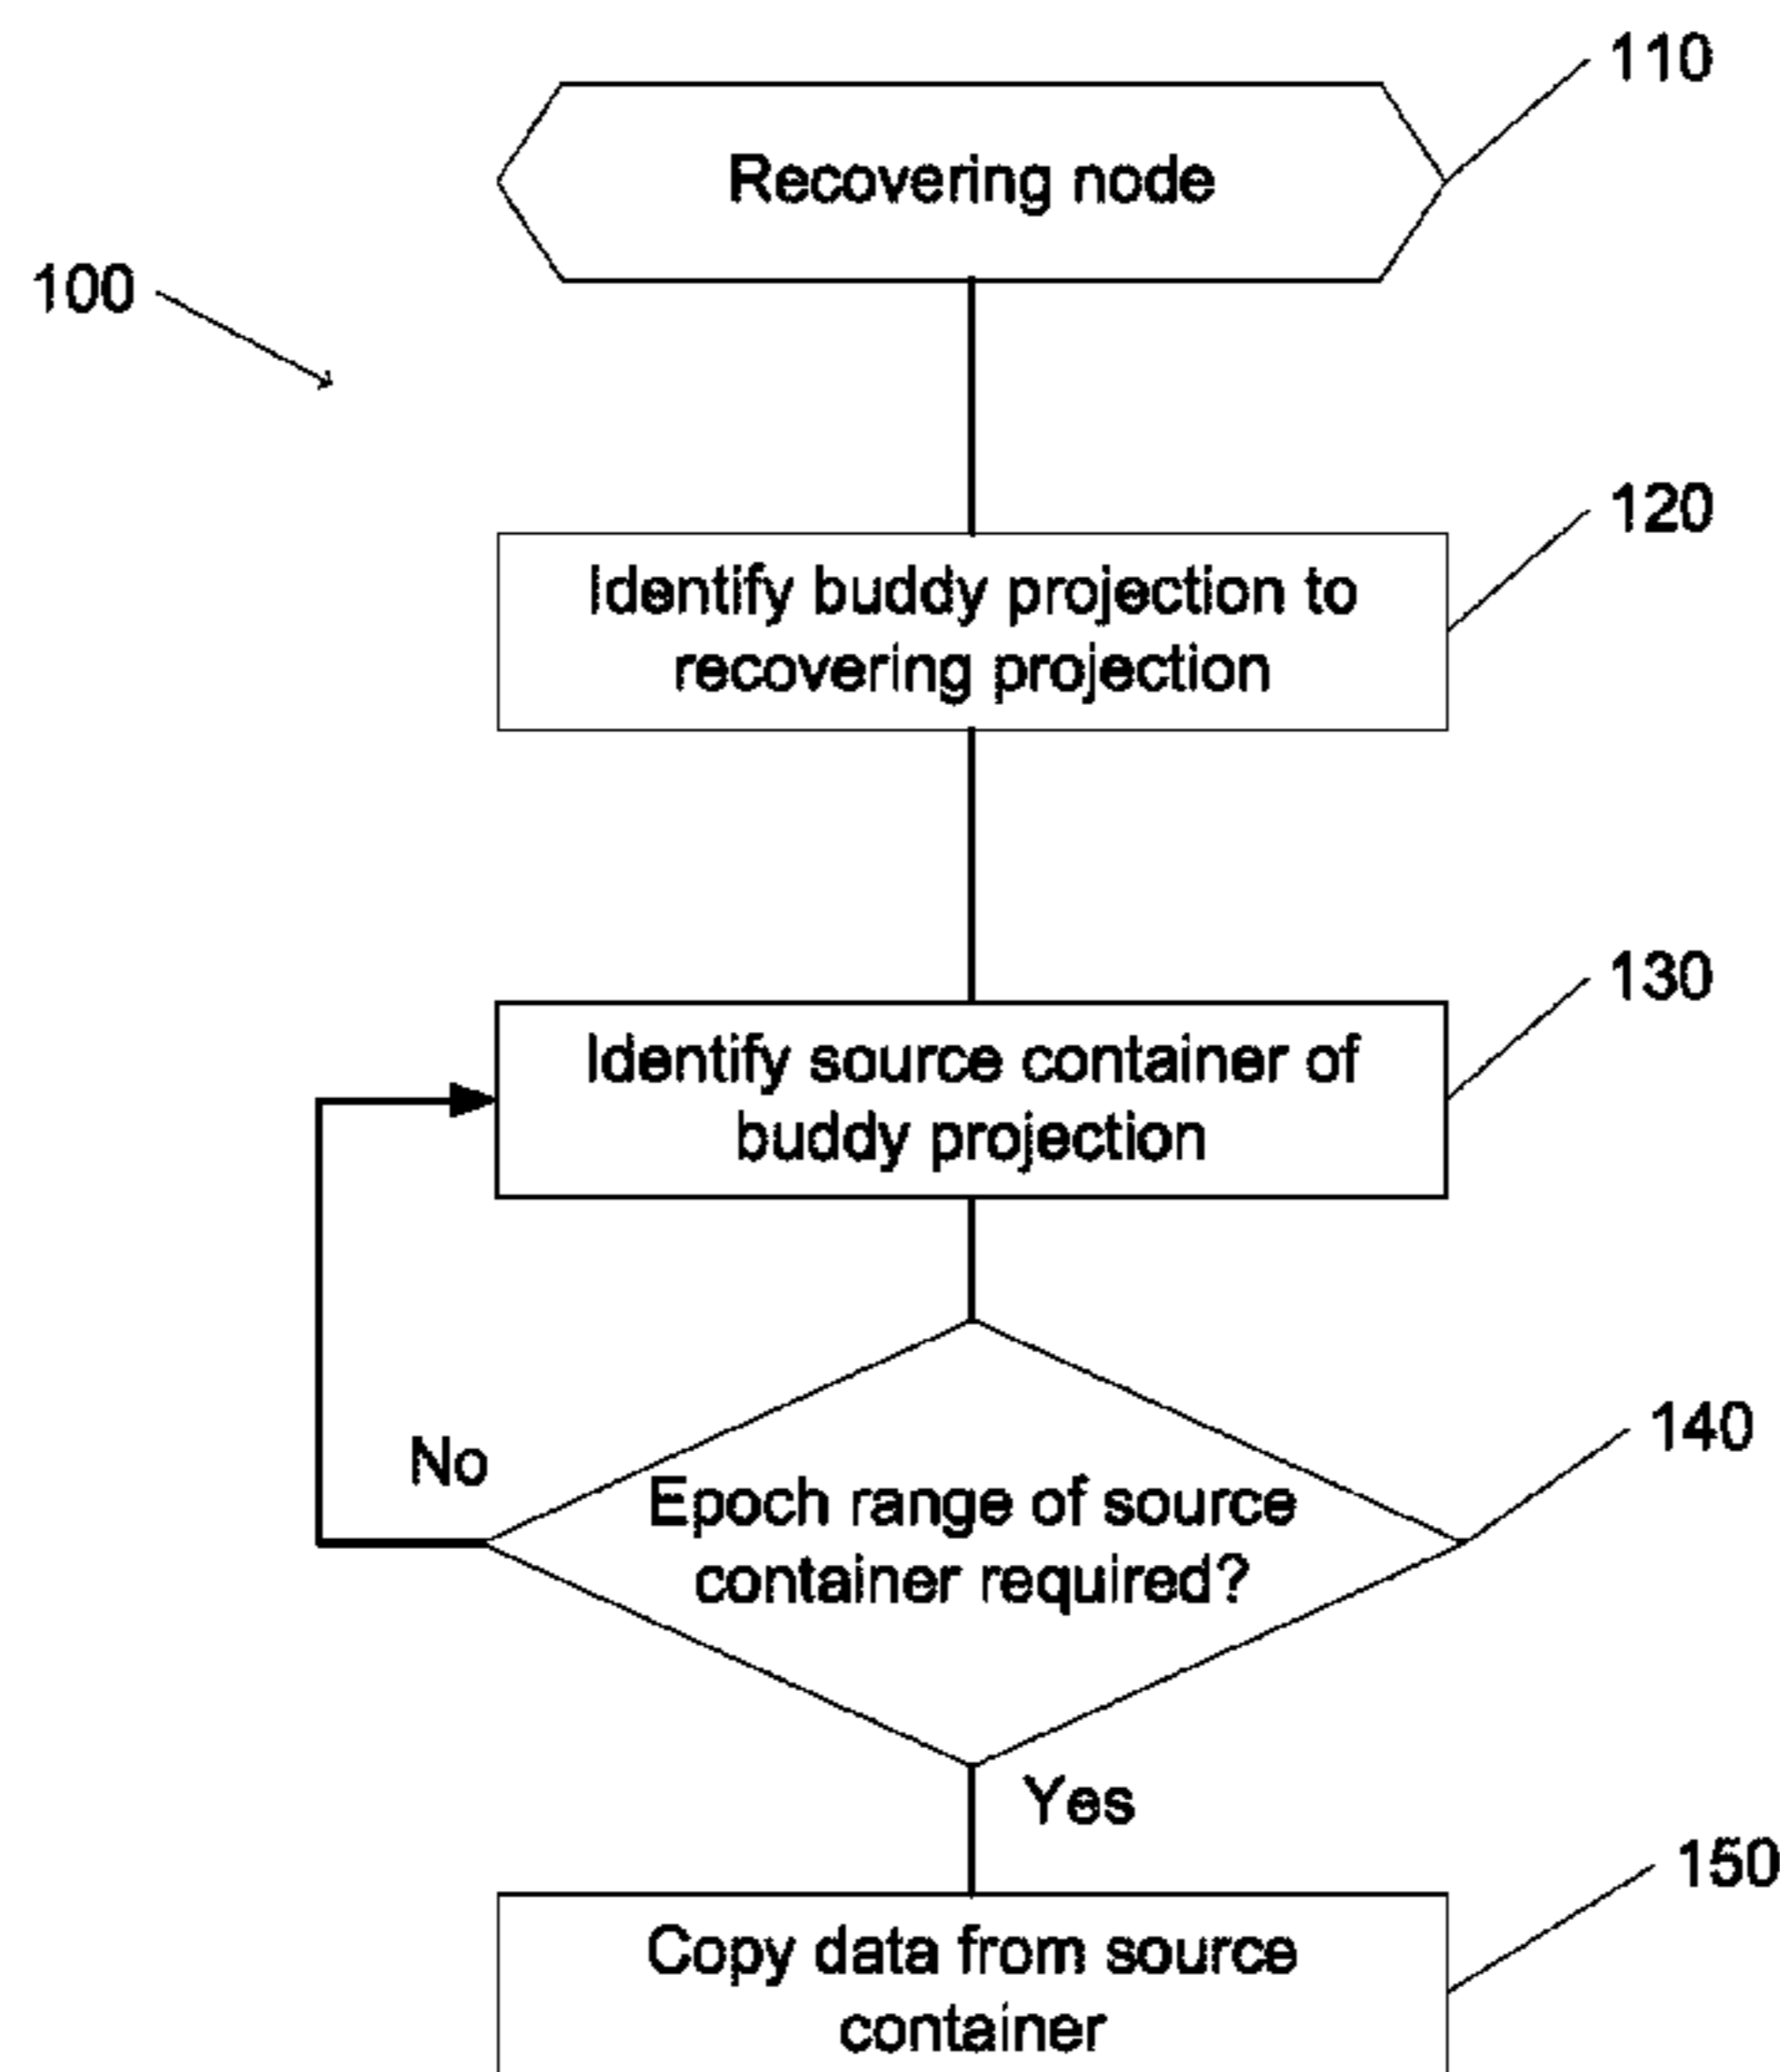 110
Recovering node
100
120
Identify buddy projection to
recovering projection
130
Identify source container of
buddy projection
140
No
Epoch range of source
container required?
Yes
150
Copy data from source
container